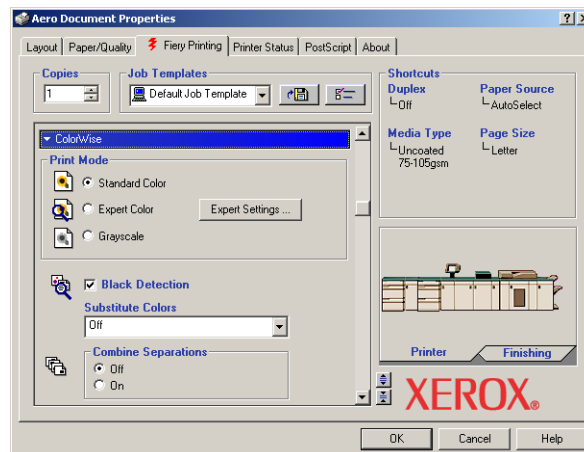 Aero Document Properties
Layout
Paper/Quality
Fiery Printing
Printer Status
PostScript
About
Copies
1
Job Templates
Default Job Template
ColorWise
Print Mode
Standard Color
Expert Color
Expert Settings ...
Grayscale
Black Detection
Substitute Colors
Off
Combine Separations
Off
On
Shortcuts
Duplex
Off
Paper Source
AutoSelect
Media Type
Uncoated
75-105gsm
Page Size
Letter
Printer
Finishing
XEROX®
OK
Cancel
Help